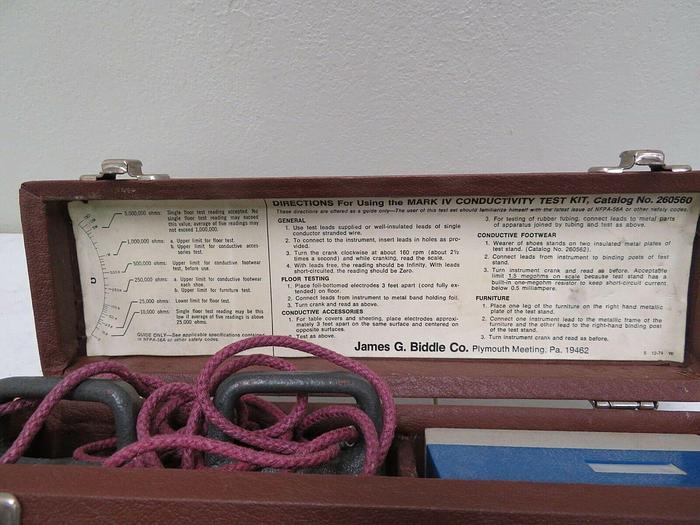 DIRECTIONS For Using the MARK IV CONDUCTIVITY TEST KIT, Catalog No. 260560
These directions are offered as a guide only—The user of this test set should familiarize himself with the latest issue of NFPA-56A or other safety codes.
5,000,000 ohms:
Single floor test reading accepted. No
single floor test reading may exceed
this value; average of five readings may
not exceed 1,000,000.
1,000,000 ohms:
a. Upper limit for floor test.
b. Upper limit for conductive acces-
sories test.
500,000 ohms:
Upper limit for conductive footwear
test, before use.
250,000 ohms:
a. Upper limit for conductive footwear
each shoe.
b. Upper limit for furniture test.
25,000 ohms:
Lower limit for floor test.
10,000 ohms:
Single floor test reading may be this
low if average of five readings is above
25,000 ohms.
GUIDE ONLY—See applicable specifications contained
in NFPA-56A or other safety codes.
GENERAL
1. Use test leads supplied or well-insulated leads of single
conductor stranded wire.
2. To connect to the instrument, insert leads in holes as pro-
vided.
3. Turn the crank clockwise at about 160 rpm (about 2½
times a second) and while cranking, read the scale.
4. With leads free, the reading should be Infinity. With leads
short-circuited, the reading should be Zero.
FLOOR TESTING
1. Place foil-bottomed electrodes 3 feet apart (cord fully ex-
tended) on floor.
2. Connect leads from instrument to metal band holding foil.
3. Turn crank and read as above.
CONDUCTIVE ACCESSORIES
1. For table covers and sheeting, place electrodes approxi-
mately 3 feet apart on the same surface and centered on
opposite surfaces.
Test as above.
3. For testing of rubber tubing, connect leads to metal parts
of apparatus joined by tubing and test as above.
CONDUCTIVE FOOTWEAR
1. Wearer of shoes stands on two insulated metal plates of
test stand. (Catalog No. 260562).
2. Connect leads from instrument to binding posts of test
stand.
3. Turn instrument crank and read as before. Acceptable
limit 1.5 megohms on scale because test stand has a
built-in one-megohm resistor to keep short-circuit current
below 0.5 milliampere.
FURNITURE
1. Place one leg of the furniture on the right hand metallic
plate of the test stand.
2. Connect one instrument lead to the metallic frame of the
furniture and the other lead to the right-hand binding post
of the test stand.
3. Turn instrument crank and read as before.
James G. Biddle Co. Plymouth Meeting, Pa. 19462